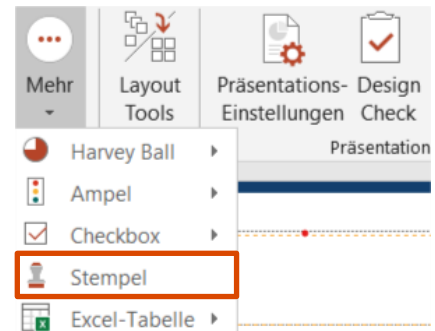 Mehr
Layout
Tools
Präsentations-
Einstellungen
Design
Check
Präsentation
Harvey Ball
Ampel
Checkbox
Stempel
Excel-Tabelle